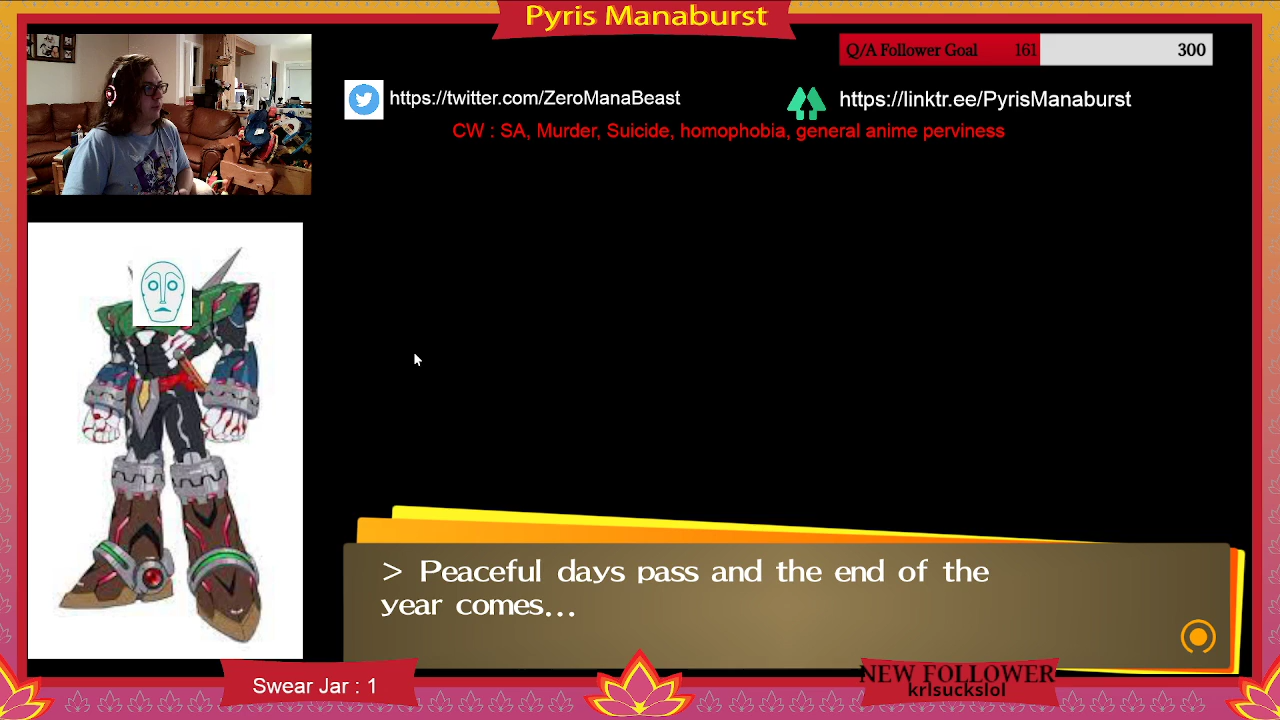 Pyris Manaburst
Q/A Follower Goal 161 300
https://twitter.com/ZeroManaBeast
https://linktr.ee/PyrisManaburst
CW : SA, Murder, Suicide, homophobia, general anime perviness
> Peaceful days pass and the end of the
year comes...
Swear Jar : 1
NEW FOLLOWER
krlsuckslol